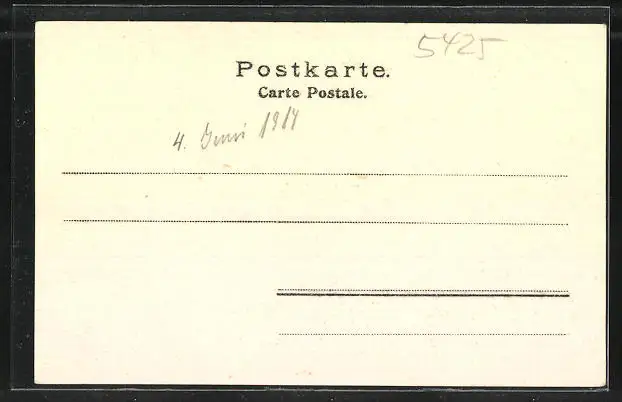 5425
Postkarte.
Carte Postale.
4. Juni 1914